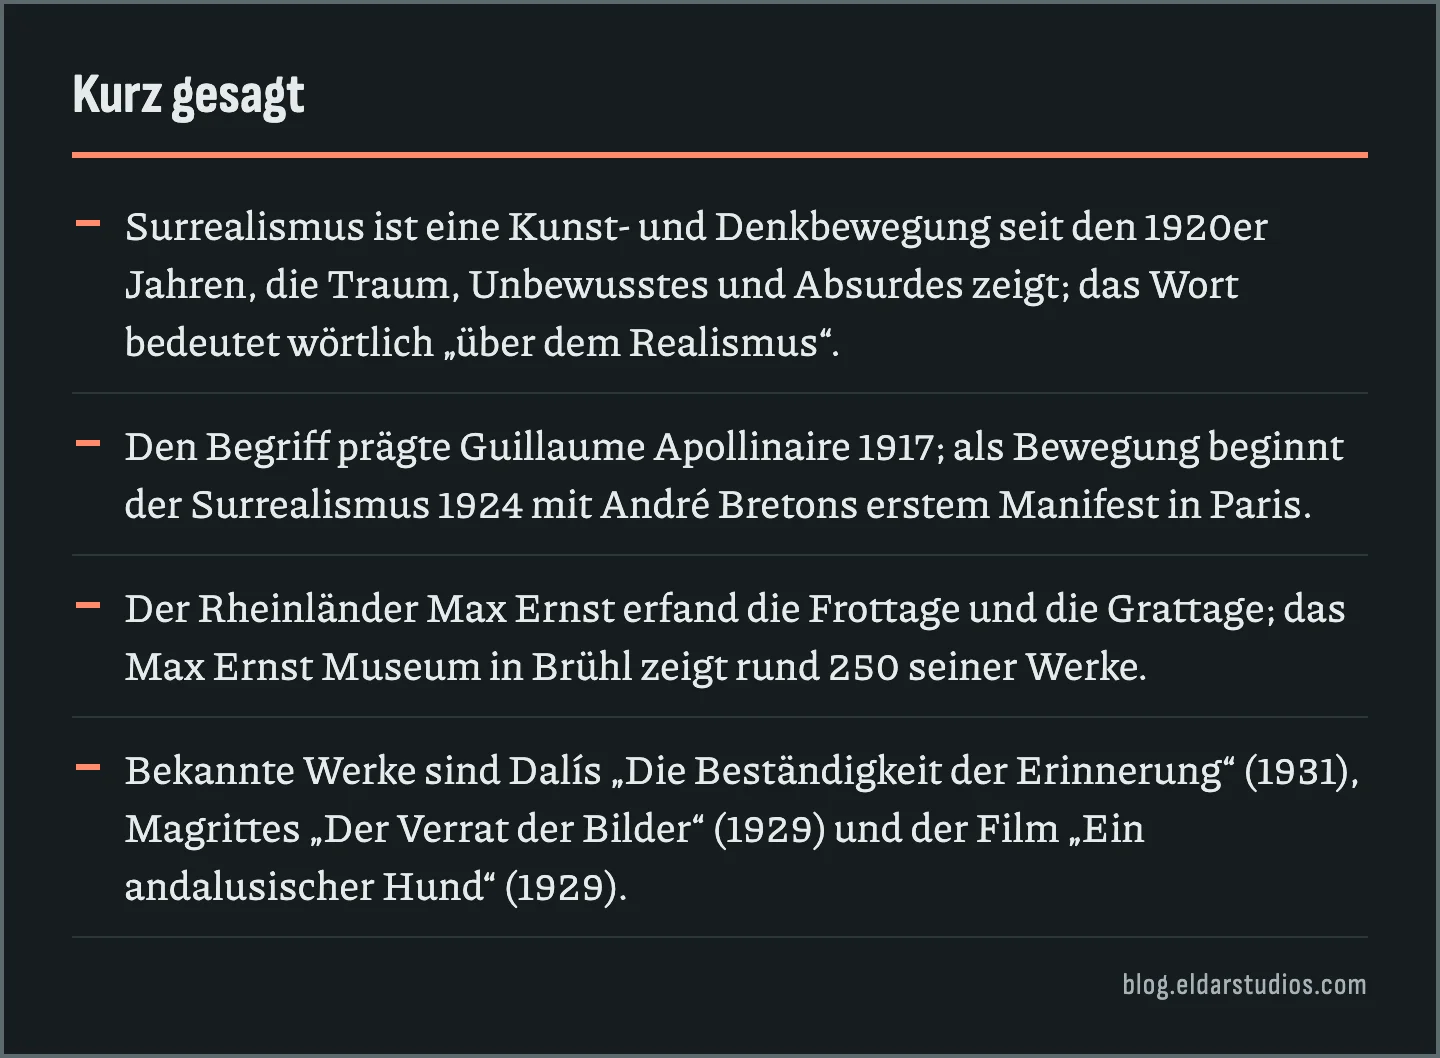 Kurz gesagt
Surrealismus ist eine Kunst- und Denkbewegung seit den 1920er
Jahren, die Traum, Unbewusstes und Absurdes zeigt; das Wort
bedeutet wörtlich „über dem Realismus“.
Den Begriff prägte Guillaume Apollinaire 1917; als Bewegung beginnt
der Surrealismus 1924 mit André Bretons erstem Manifest in Paris.
Der Rheinländer Max Ernst erfand die Frottage und die Grattage; das
Max Ernst Museum in Brühl zeigt rund 250 seiner Werke.
Bekannte Werke sind Dalís „Die Beständigkeit der Erinnerung“ (1931),
Magrittes „Der Verrat der Bilder“ (1929) und der Film „Ein
andalusischer Hund“ (1929).
blog.eldarstudios.com